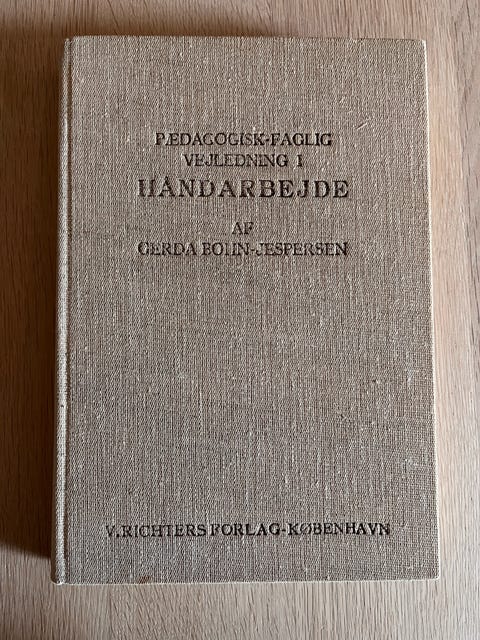 PÆDAGOGISK-FAGLIG
VEJLEDNING I
HÅNDARBEJDE
AF
GERDA BOHN-JESPERSEN
V. RICHTERS FORLAG-KØBENHAVN